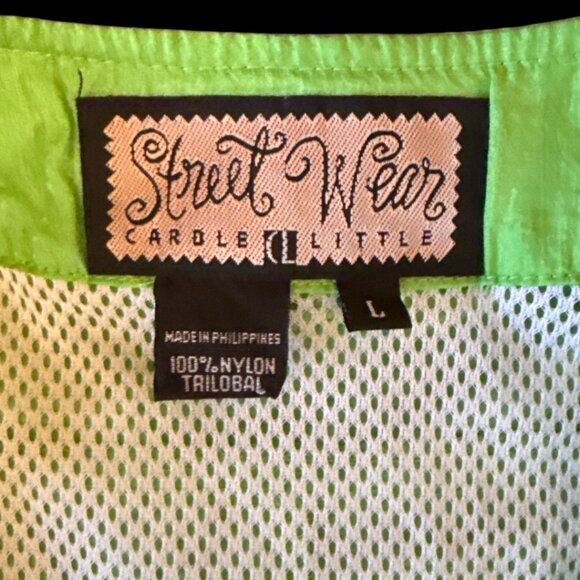 Street Wear
CAROLE CL LITTLE
L
MADE IN PHILIPPINES
100% NYLON
TRILOBAL